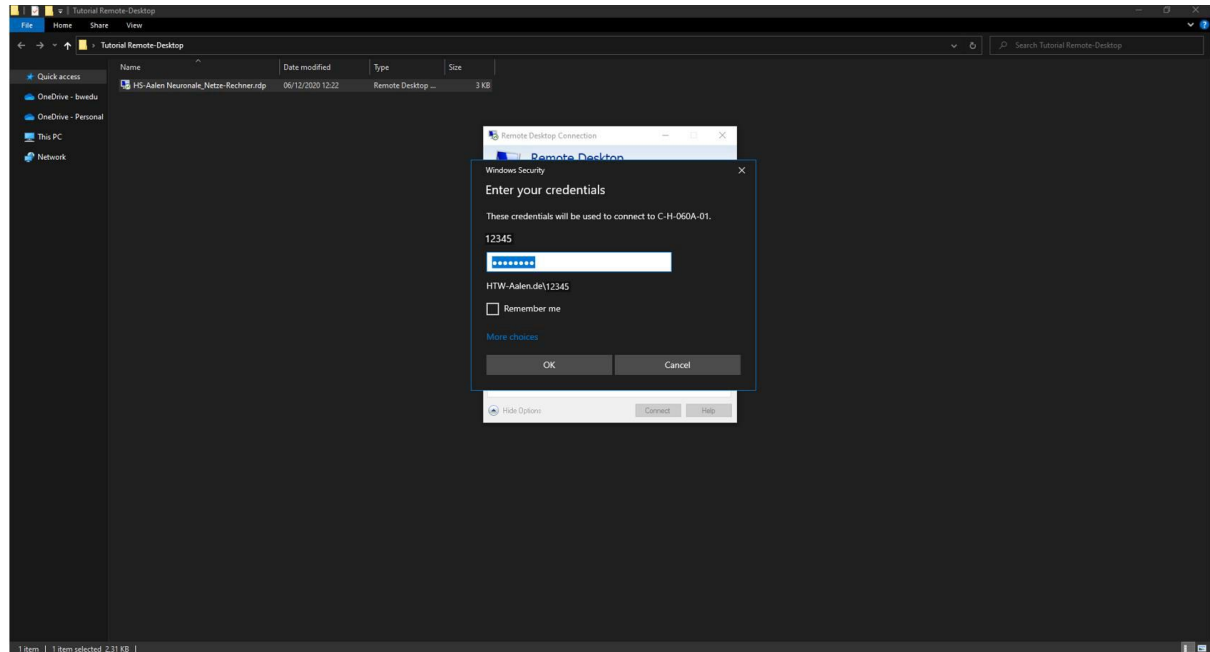 Tutorial Remote-Desktop
File Home Share View
Tutorial Remote-Desktop
Search Tutorial Remote-Desktop
Name Date modified Type Size
HS-Aalen Neuronale_Netze-Rechner.rdp 06/12/2020 12:22 Remote Desktop ... 3 KB
Quick access
OneDrive - bwedu
OneDrive - Personal
This PC
Network
Remote Desktop Connection
Remote Desktop
Windows Security
Enter your credentials
These credentials will be used to connect to C-H-060A-01.
12345
HTW-Aalen.de\12345
Remember me
More choices
OK Cancel
Hide Options Connect Help
1 item 1 item selected 2.31 KB